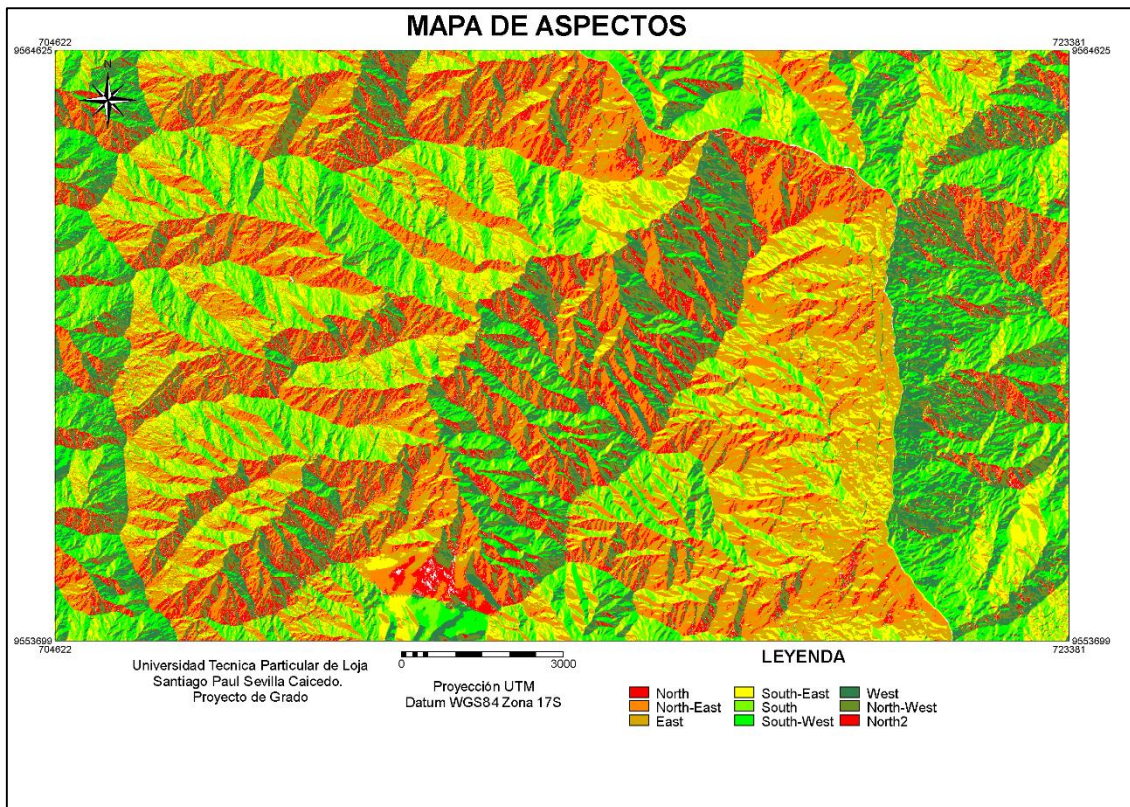 MAPA DE ASPECTOS
704622
723381
9564625
9564625
N
9553699
9553699
704622
723381
Universidad Tecnica Particular de Loja
Santiago Paul Sevilla Caicedo.
Proyecto de Grado
0
3000
Proyección UTM
Datum WGS84 Zona 17S
LEYENDA
North
North-East
East
South-East
South
South-West
West
North-West
North2